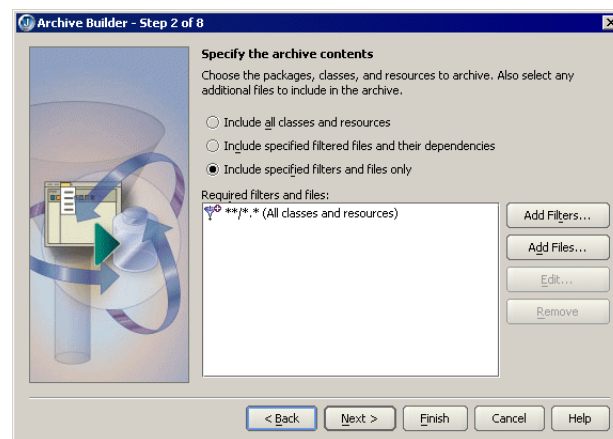 Archive Builder - Step 2 of 8
Specify the archive contents
Choose the packages, classes, and resources to archive. Also select any
additional files to include in the archive.
Include all classes and resources
Include specified filtered files and their dependencies
Include specified filters and files only
Required filters and files:
**/*.* (All classes and resources)
Add Filters...
Add Files...
Edit...
Remove
< Back
Next >
Finish
Cancel
Help